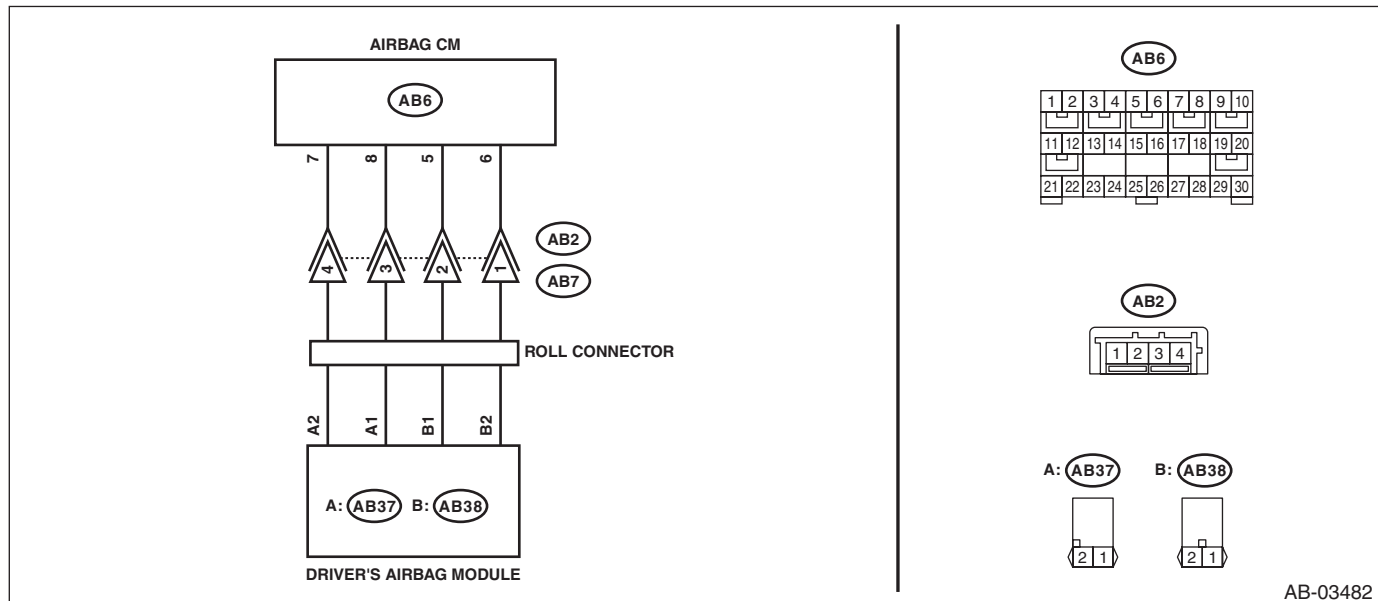 AIRBAG CM
AB6
7 8 5 6
4 3 2 1
AB2
AB7
ROLL CONNECTOR
A2 A1 B1 B2
A: AB37 B: AB38
DRIVER'S AIRBAG MODULE
AB6
1 2 3 4 5 6 7 8 9 10
11 12 13 14 15 16 17 18 19 20
21 22 23 24 25 26 27 28 29 30
AB2
1 2 3 4
A: AB37 B: AB38
2 1 2 1
AB-03482